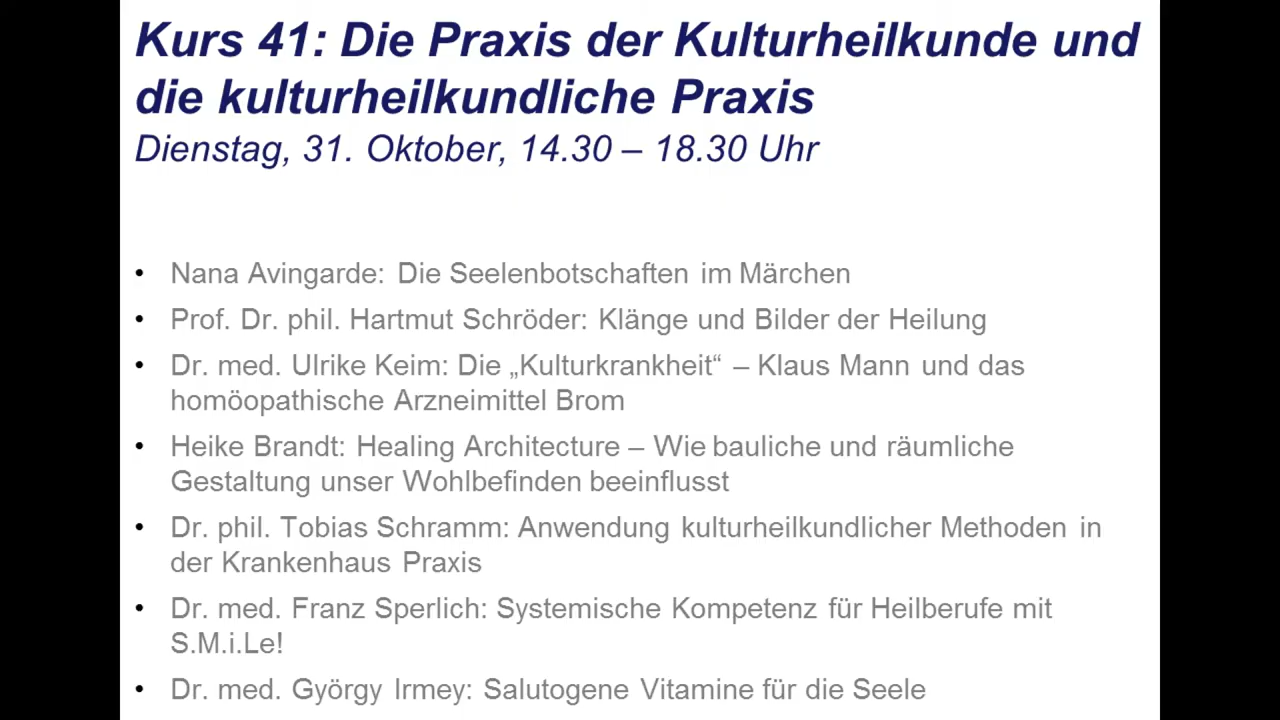 Kurs 41: Die Praxis der Kulturheilkunde und
die kulturheilkundliche Praxis
Dienstag, 31. Oktober, 14.30 – 18.30 Uhr
• Nana Avingarde: Die Seelenbotschaften im Märchen
• Prof. Dr. phil. Hartmut Schröder: Klänge und Bilder der Heilung
• Dr. med. Ulrike Keim: Die „Kulturkrankheit“ – Klaus Mann und das
homöopathische Arzneimittel Brom
• Heike Brandt: Healing Architecture – Wie bauliche und räumliche
Gestaltung unser Wohlbefinden beeinflusst
• Dr. phil. Tobias Schramm: Anwendung kulturheilkundlicher Methoden in
der Krankenhaus Praxis
• Dr. med. Franz Sperlich: Systemische Kompetenz für Heilberufe mit
S.M.i.Le!
• Dr. med. György Irmey: Salutogene Vitamine für die Seele